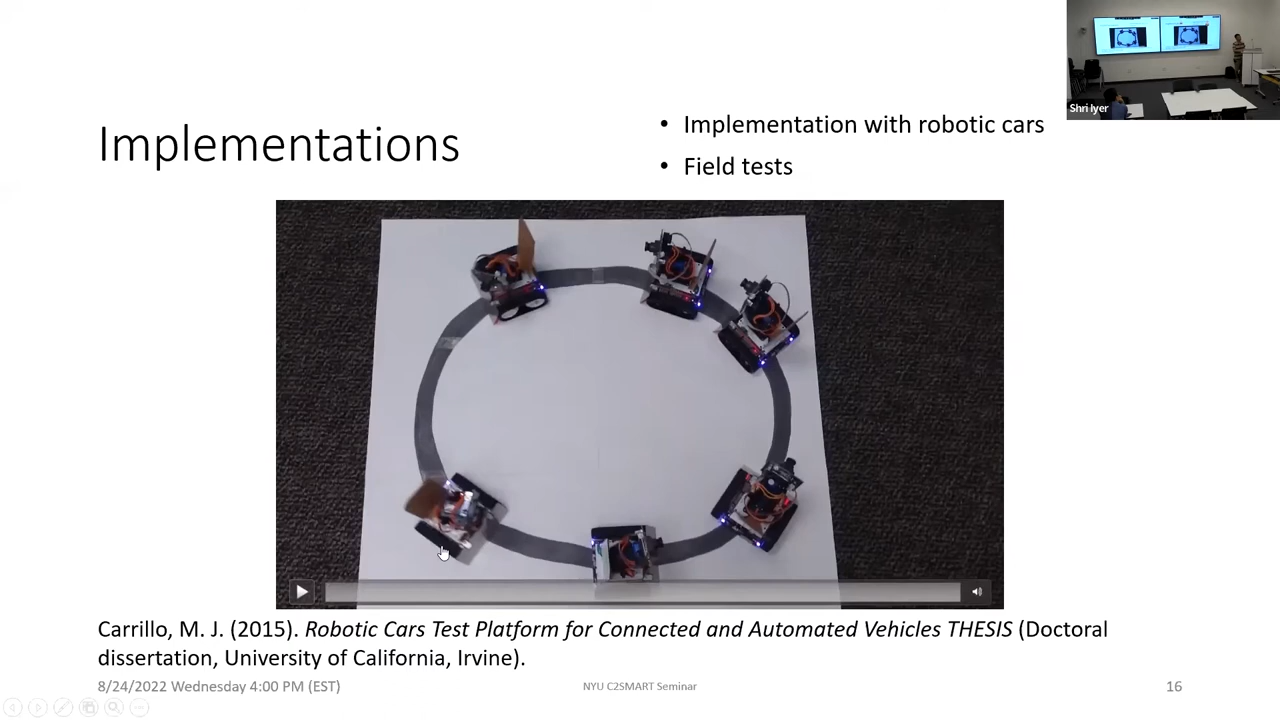 Shri Iyer
Implementations
• Implementation with robotic cars
• Field tests
Carrillo, M. J. (2015). Robotic Cars Test Platform for Connected and Automated Vehicles THESIS (Doctoral
dissertation, University of California, Irvine).
8/24/2022 Wednesday 4:00 PM (EST)
NYU C2SMART Seminar
16